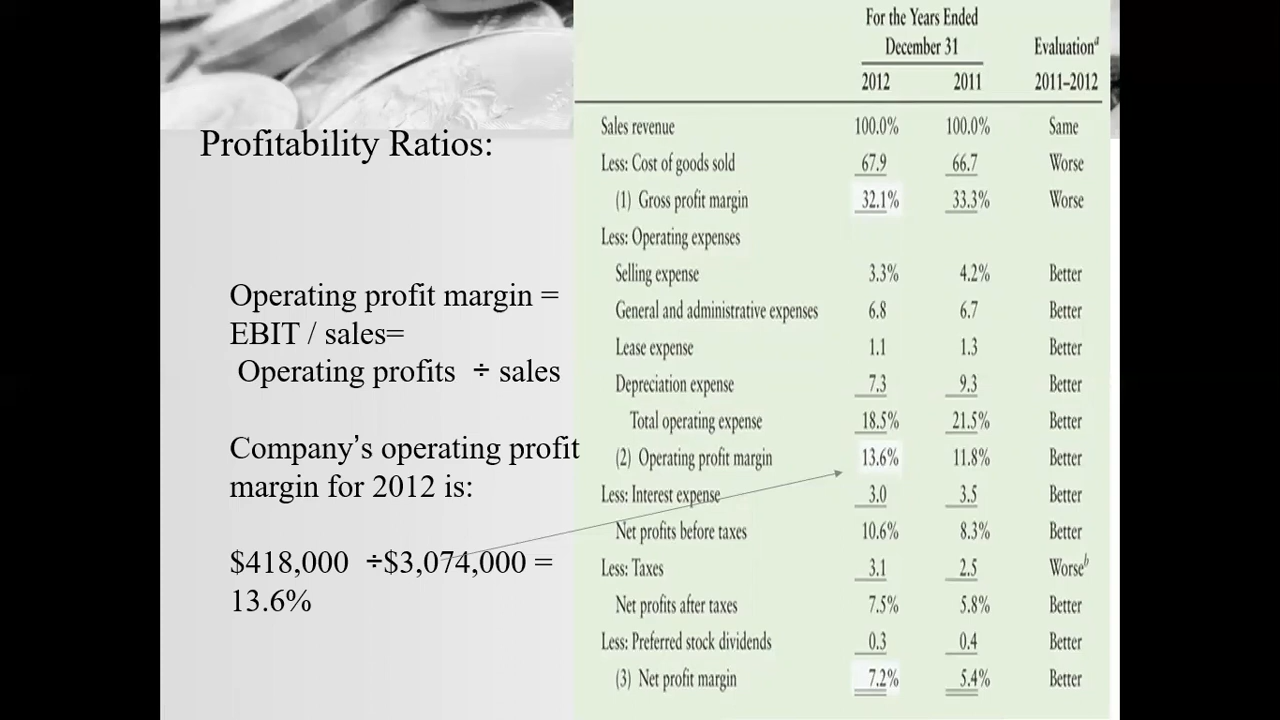 Profitability Ratios:
Operating profit margin =
EBIT / sales=
Operating profits ÷ sales
Company’s operating profit
margin for 2012 is:
$418,000 ÷$3,074,000 =
13.6%
For the Years Ended
December 31 Evaluationᵃ
2012 2011 2011–2012
Sales revenue 100.0% 100.0% Same
Less: Cost of goods sold 67.9 66.7 Worse
(1) Gross profit margin 32.1% 33.3% Worse
Less: Operating expenses
Selling expense 3.3% 4.2% Better
General and administrative expenses 6.8 6.7 Better
Lease expense 1.1 1.3 Better
Depreciation expense 7.3 9.3 Better
Total operating expense 18.5% 21.5% Better
(2) Operating profit margin 13.6% 11.8% Better
Less: Interest expense 3.0 3.5 Better
Net profits before taxes 10.6% 8.3% Better
Less: Taxes 3.1 2.5 Worseᵇ
Net profits after taxes 7.5% 5.8% Better
Less: Preferred stock dividends 0.3 0.4 Better
(3) Net profit margin 7.2% 5.4% Better